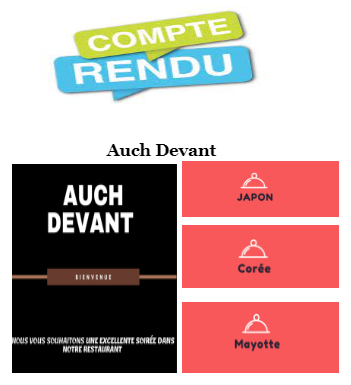 COMPTE
RENDU
Auch Devant
AUCH
DEVANT
BIENVENUE
NOUS VOUS SOUHAITONS UNE EXCELLENTE SOIRÉE DANS
NOTRE RESTAURANT
JAPON
Corée
Mayotte